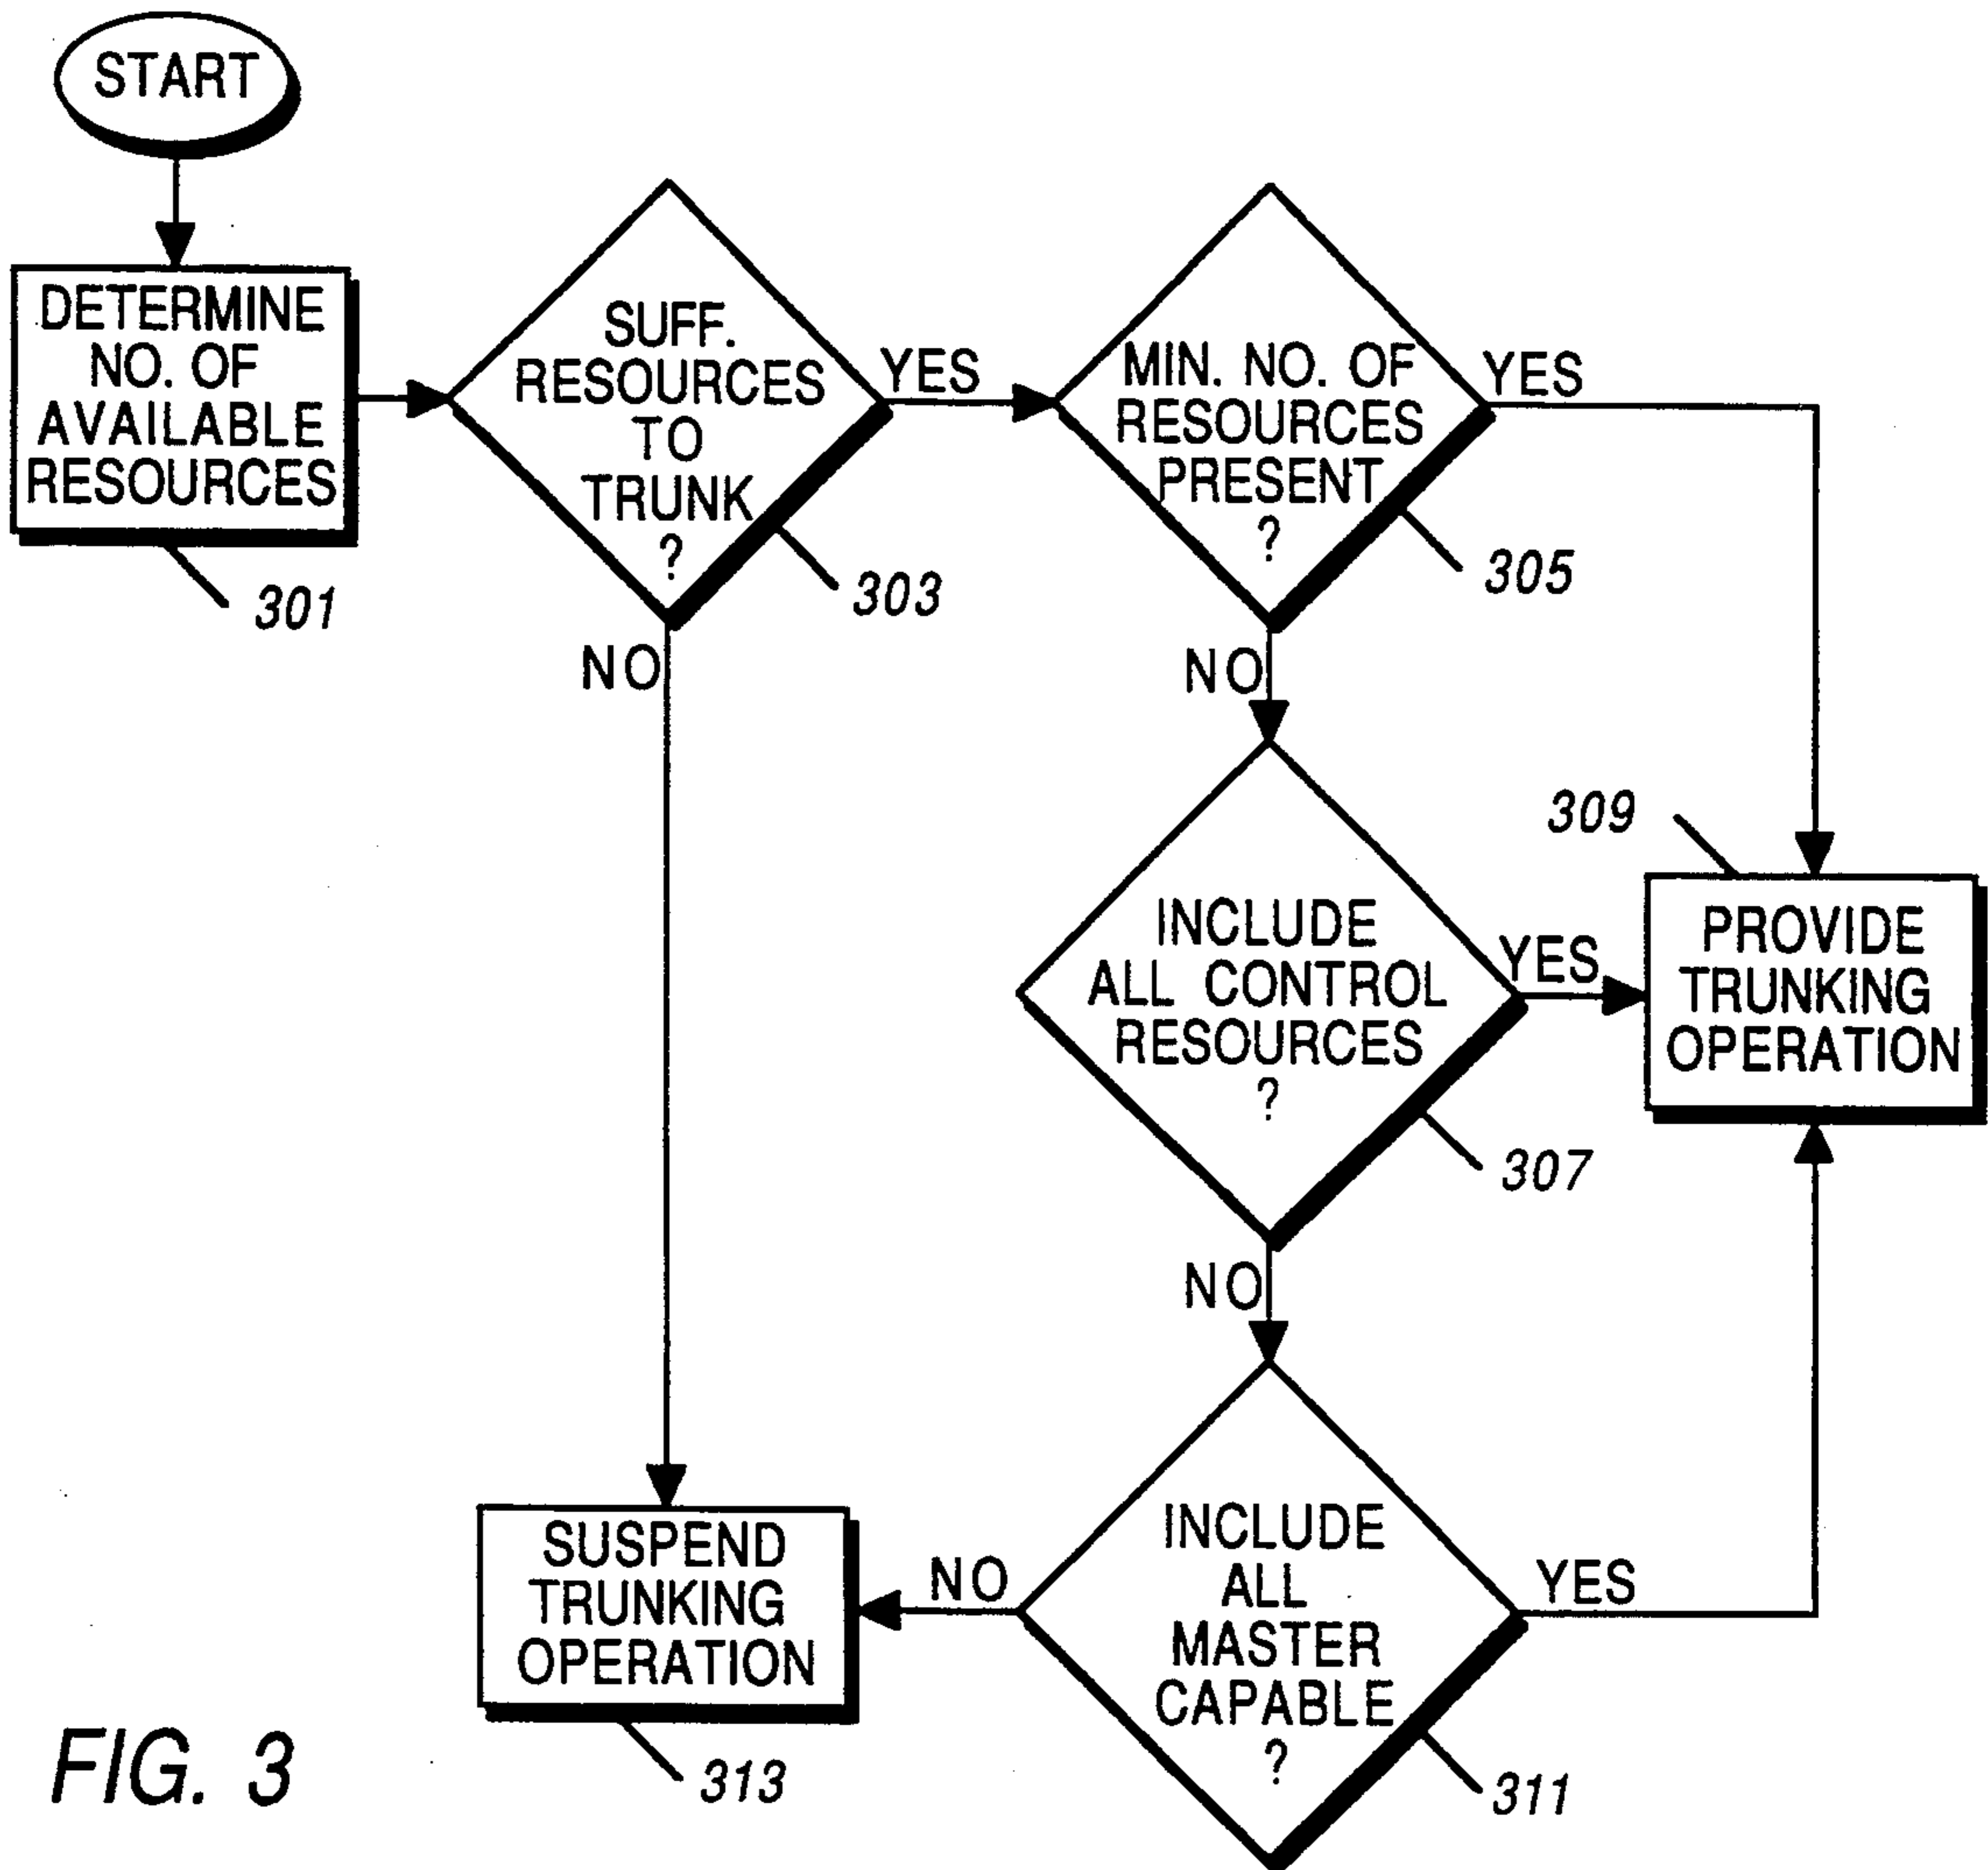 START
DETERMINE
NO. OF
AVAILABLE
RESOURCES
301
SUFF.
RESOURCES
TO
TRUNK
?
303
YES
NO
MIN. NO. OF
RESOURCES
PRESENT
?
305
YES
NO
INCLUDE
ALL CONTROL
RESOURCES
?
307
YES
NO
309
PROVIDE
TRUNKING
OPERATION
INCLUDE
ALL
MASTER
CAPABLE
?
311
YES
NO
SUSPEND
TRUNKING
OPERATION
313
FIG. 3